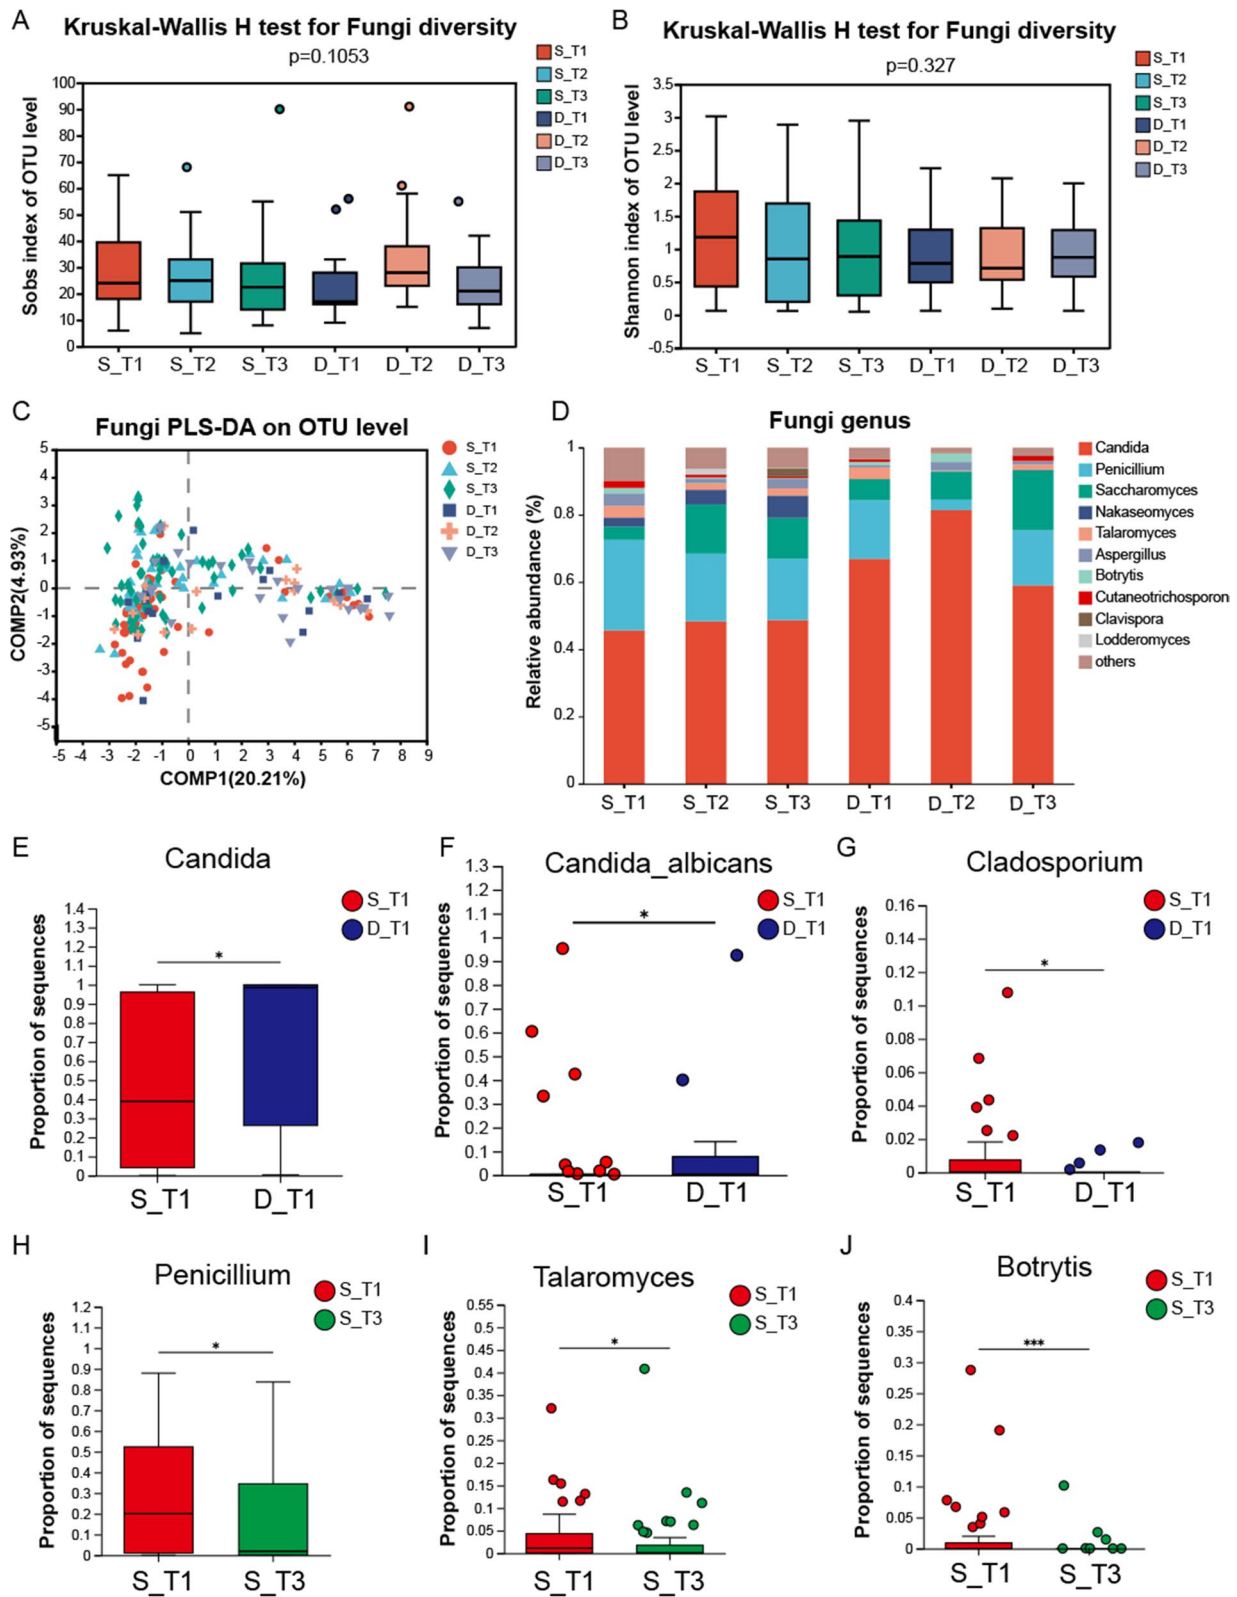 A
Kruskal-Wallis H test for Fungi diversity
p=0.1053
S_T1
S_T2
S_T3
D_T1
D_T2
D_T3
Sobs index of OTU level
100
90
80
70
60
50
40
30
20
10
0
S_T1 S_T2 S_T3 D_T1 D_T2 D_T3
B
Kruskal-Wallis H test for Fungi diversity
p=0.327
S_T1
S_T2
S_T3
D_T1
D_T2
D_T3
Shannon index of OTU level
3.5
3
2.5
2
1.5
1
0.5
0
-0.5
S_T1 S_T2 S_T3 D_T1 D_T2 D_T3
C
Fungi PLS-DA on OTU level
S_T1
S_T2
S_T3
D_T1
D_T2
D_T3
COMP2(4.93%)
5
4
3
2
1
0
-1
-2
-3
-4
-5
-5 -4 -3 -2 -1 0 1 2 3 4 5 6 7 8 9
COMP1(20.21%)
D
Fungi genus
Candida
Penicillium
Saccharomyces
Nakaseomyces
Talaromyces
Aspergillus
Botrytis
Cutaneotrichosporon
Clavispora
Lodderomyces
others
Relative abundance (%)
1
0.8
0.6
0.4
0.2
0
S_T1 S_T2 S_T3 D_T1 D_T2 D_T3
E
Candida
S_T1
D_T1
*
Proportion of sequences
1.4
1.3
1.2
1.1
1
0.9
0.8
0.7
0.6
0.5
0.4
0.3
0.2
0.1
0
S_T1 D_T1
F
Candida_albicans
S_T1
D_T1
*
Proportion of sequences
1.3
1.2
1.1
1
0.9
0.8
0.7
0.6
0.5
0.4
0.3
0.2
0.1
0
S_T1 D_T1
G
Cladosporium
S_T1
D_T1
*
Proportion of sequences
0.16
0.14
0.12
0.1
0.08
0.06
0.04
0.02
0
S_T1 D_T1
H
Penicillium
S_T1
S_T3
*
Proportion of sequences
1.2
1.1
1
0.9
0.8
0.7
0.6
0.5
0.4
0.3
0.2
0.1
0
S_T1 S_T3
I
Talaromyces
S_T1
S_T3
*
Proportion of sequences
0.55
0.5
0.45
0.4
0.35
0.3
0.25
0.2
0.15
0.1
0.05
0
S_T1 S_T3
J
Botrytis
S_T1
S_T3
***
Proportion of sequences
0.4
0.35
0.3
0.25
0.2
0.15
0.1
0.05
0
S_T1 S_T3